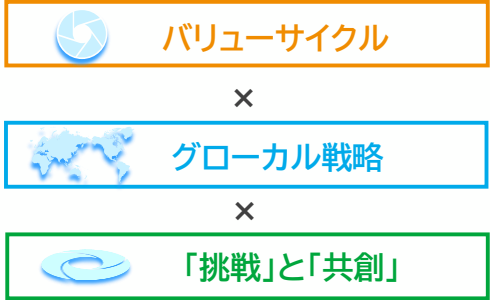 バリューサイクル
×
グローカル戦略
×
「挑戦」と「共創」